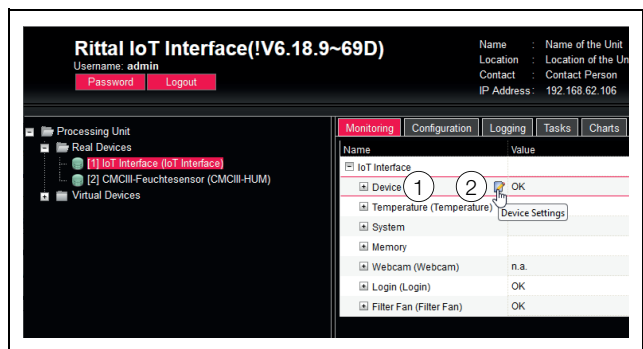 Rittal IoT Interface(!V6.18.9~69D)
Username: admin
Password Logout
Name : Name of the Unit
Location : Location of the Un
Contact : Contact Person
IP Address: 192.168.62.106
Processing Unit
Real Devices
[1] IoT Interface (IoT Interface)
[2] CMCIII-Feuchtesensor (CMCIII-HUM)
Virtual Devices
Monitoring Configuration Logging Tasks Charts
Name Value
IoT Interface
Device 1 2 OK
Temperature (Temperature)
Device Settings
System
Memory
Webcam (Webcam) n.a.
Login (Login) OK
Filter Fan (Filter Fan) OK